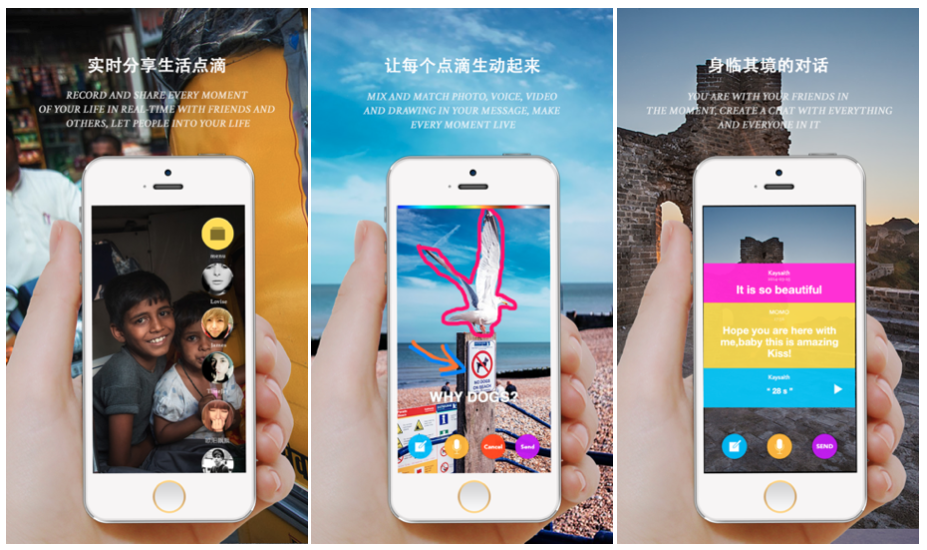 实时分享生活点滴
RECORD AND SHARE EVERY MOMENT
OF YOUR LIFE IN REAL-TIME WITH FRIENDS AND
OTHERS, LET PEOPLE INTO YOUR LIFE
Lovise
让每个点滴生动起来
MIX AND MATCH PHOTO, VOICE, VIDEO
AND DRAWING IN YOUR MESSAGE, MAKE
EVERY MOMENT LIVE
NO DOGS
ON BEACH
WHY DOGS?...
Cancel
Send
身临其境的对话
YOU ARE WITH YOUR FRIENDS IN
THE MOMENT, CREATE A CHAT WITH EVERYTHING
AND EVERYONE IN IT
Kaysaith
It is so beautiful
MOMO
Hope you are here with
me,baby this is amazing
Kiss!
Kaysaith
" 28 s "
SEND